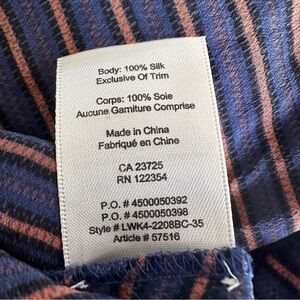 Body: 100% Silk
Exclusive Of Trim
Corps: 100% Soie
Aucune Garniture Comprise
Made in China
Fabriqué en Chine
CA 23725
RN 122354
P.O. # 4500050392
P.O. # 4500050398
Style # LWK4-2208BC-35
Article # 57516